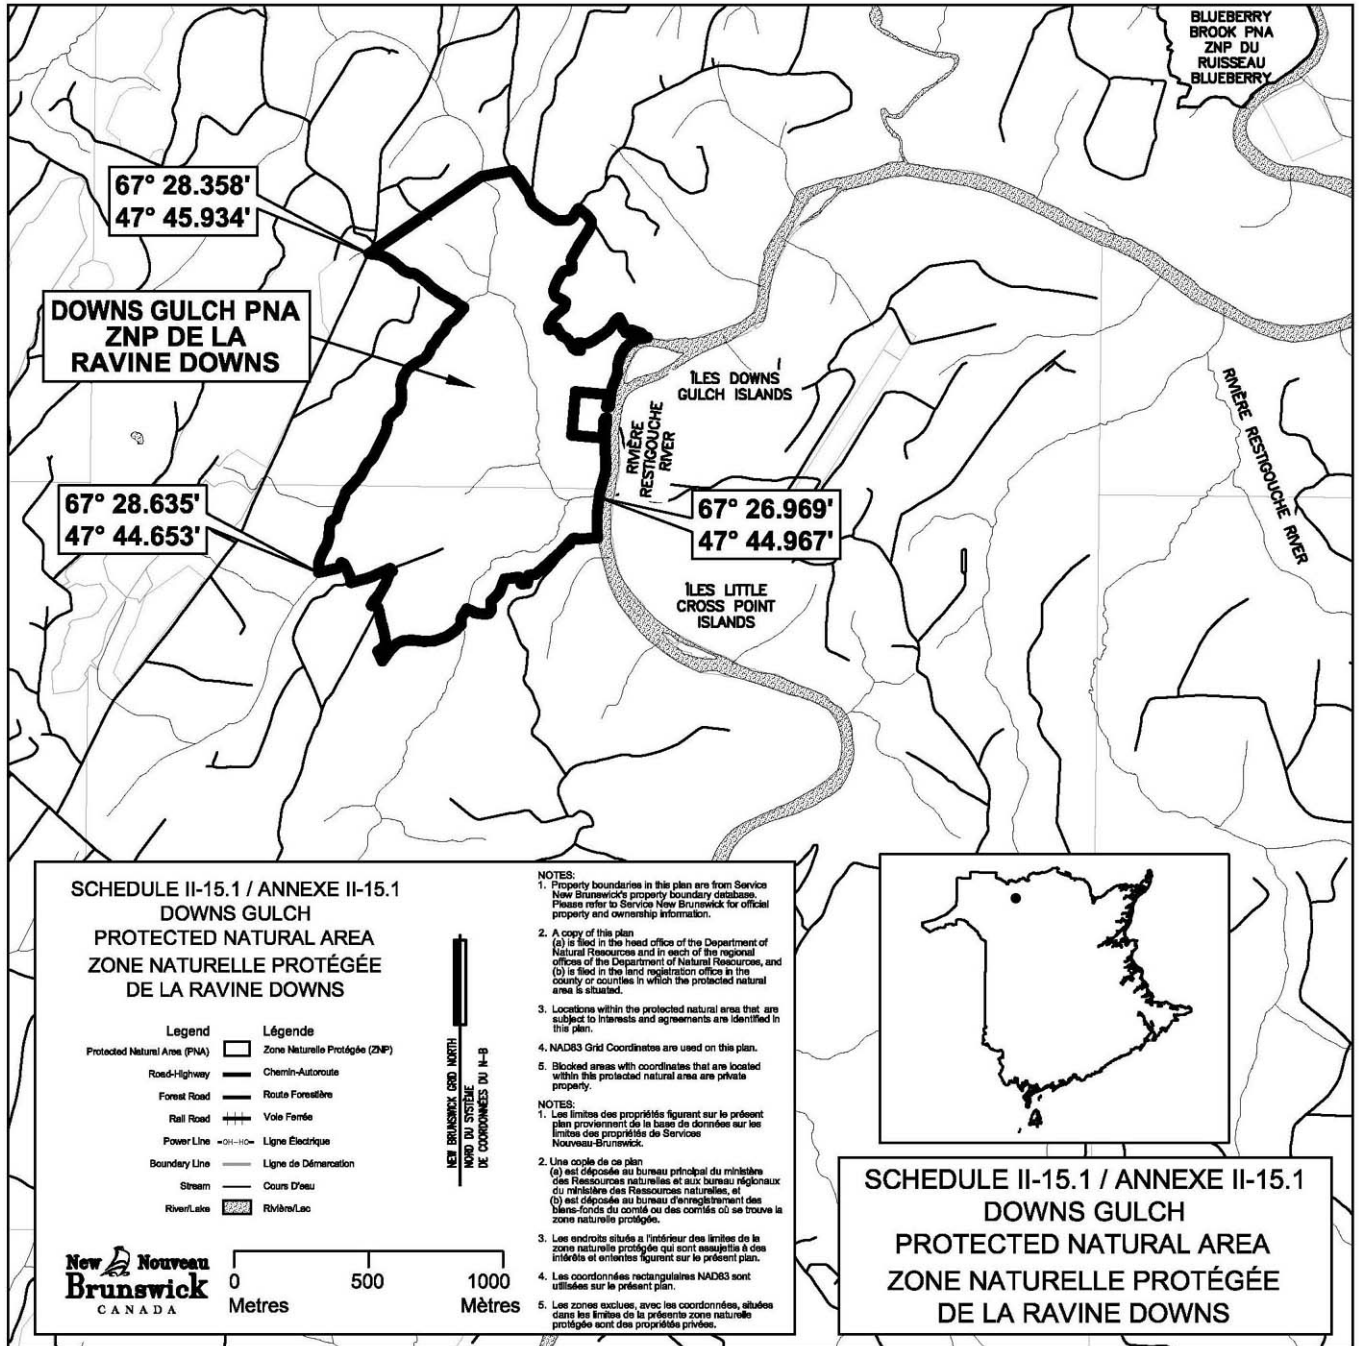 BLUEBERRY
BROOK PNA
ZNP DU
RUISSEAU
BLUEBERRY
67° 28.358'
47° 45.934'
DOWNS GULCH PNA
ZNP DE LA
RAVINE DOWNS
ÎLES DOWNS
GULCH ISLANDS
RIVIÈRE
RESTIGOUCHE
RIVER
RIVIÈRE RESTIGOUCHE RIVER
67° 28.635'
47° 44.653'
67° 26.969'
47° 44.967'
ÎLES LITTLE
CROSS POINT
ISLANDS
SCHEDULE II-15.1 / ANNEXE II-15.1
DOWNS GULCH
PROTECTED NATURAL AREA
ZONE NATURELLE PROTÉGÉE
DE LA RAVINE DOWNS
Legend Légende
Protected Natural Area (PNA) Zone Naturelle Protégée (ZNP)
Road-Highway Chemin-Autoroute
Forest Road Route Forestière
Rail Road Voie Ferrée
Power Line -OH-HO- Ligne Électrique
Boundary Line Ligne de Démarcation
Stream Cours D'eau
River/Lake Rivière/Lac
NEW BRUNSWICK GRID NORTH
NORD DU SYSTÈME
DE COORDONNÉES DU N-B
New Nouveau
Brunswick
CANADA
0 500 1000
Metres Mètres
NOTES:
1. Property boundaries in this plan are from Service
New Brunswick's property boundary database.
Please refer to Service New Brunswick for official
property and ownership information.
2. A copy of this plan
(a) is filed in the head office of the Department of
Natural Resources and in each of the regional
offices of the Department of Natural Resources, and
(b) is filed in the land registration office in the
county or counties in which the protected natural
area is situated.
3. Locations within the protected natural area that are
subject to interests and agreements are identified in
this plan.
4. NAD83 Grid Coordinates are used on this plan.
5. Blocked areas with coordinates that are located
within this protected natural area are private
property.
NOTES:
1. Les limites des propriétés figurant sur le présent
plan proviennent de la base de données sur les
limites des propriétés de Services
Nouveau-Brunswick.
2. Une copie de ce plan
(a) est déposée au bureau principal du ministère
des Ressources naturelles et aux bureau régionaux
du ministère des Ressources naturelles, et
(b) est déposée au bureau d'enregistrement des
biens-fonds du comté ou des comtés où se trouve la
zone naturelle protégée.
3. Les endroits situés a l'intérieur des limites de la
zone naturelle protégée qui sont assujettis à des
intérêts et ententes figurent sur le présent plan.
4. Les coordonnées rectangulaires NAD83 sont
utilisées sur le présent plan.
5. Les zones exclues, avec les coordonnées, situées
dans les limites de la présente zone naturelle
protégée sont des propriétés privées.
SCHEDULE II-15.1 / ANNEXE II-15.1
DOWNS GULCH
PROTECTED NATURAL AREA
ZONE NATURELLE PROTÉGÉE
DE LA RAVINE DOWNS